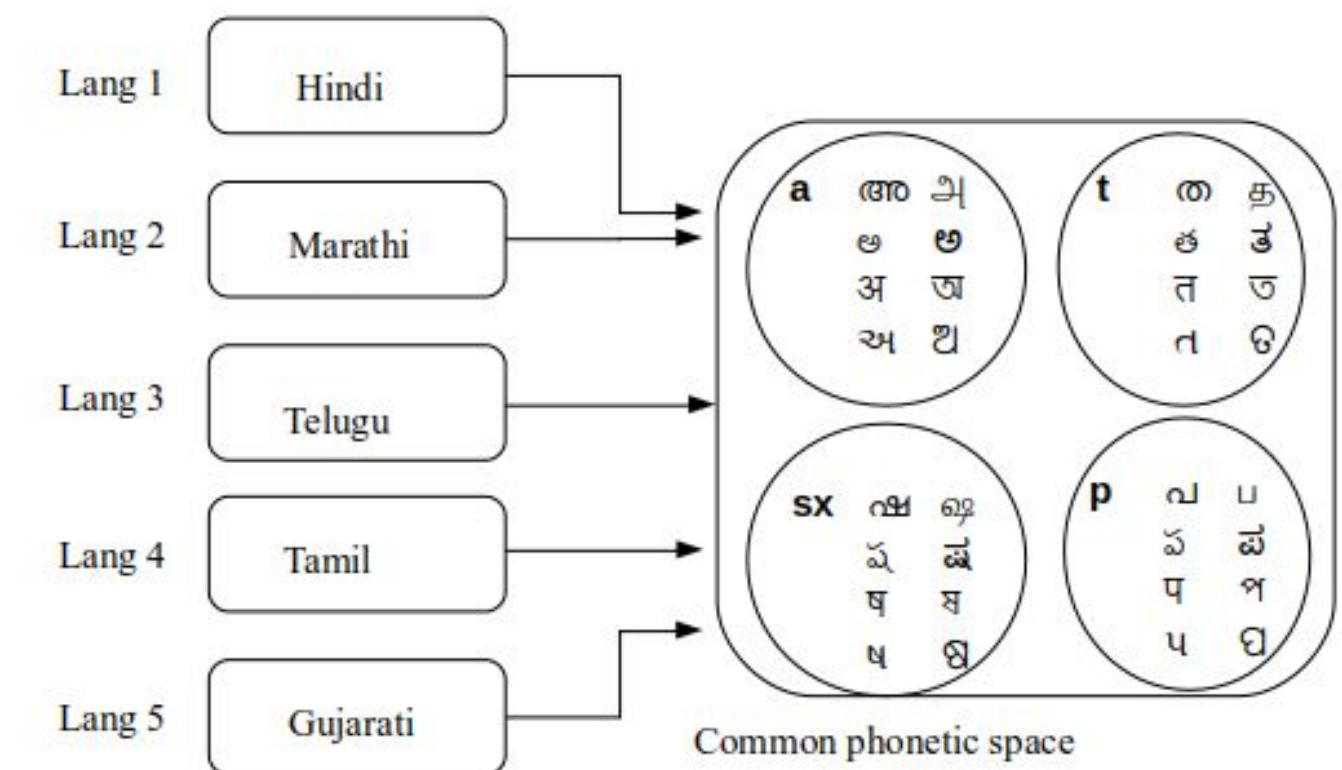 Lang 1
Hindi
Lang 2
Marathi
Lang 3
Telugu
Lang 4
Tamil
Lang 5
Gujarati
a അ அ
అ ಅ
अ অ
અ ଅ
t ത த
త ತ
त ত
ત ତ
sx ഷ ஷ
ష ಷ
ष ষ
ષ ଷ
p പ ப
ప ಪ
प প
પ ପ
Common phonetic space